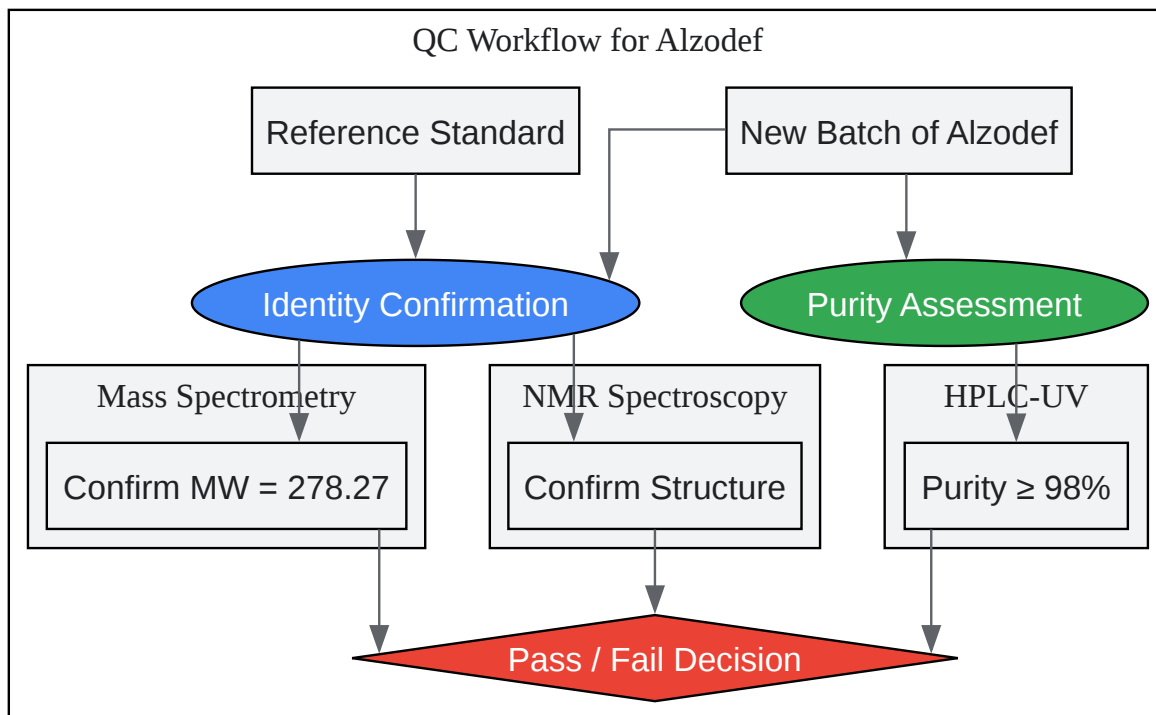 QC Workflow for Alzodef
Reference Standard
New Batch of Alzodef
Identity Confirmation
Purity Assessment
Mass Spectrometry
NMR Spectroscopy
HPLC-UV
Confirm MW = 278.27
Confirm Structure
Purity ≥ 98%
Pass / Fail Decision